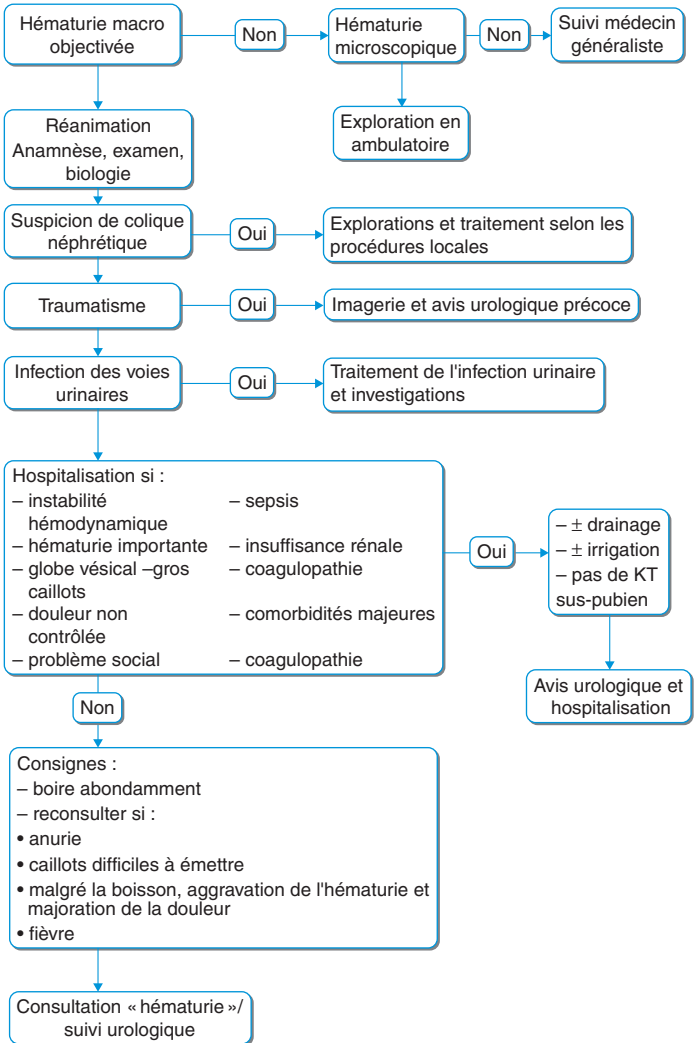 Hématurie macro
objectivée
Non
Hématurie
microscopique
Non
Suivi médecin
généraliste
Exploration en
ambulatoire
Réanimation
Anamnèse, examen,
biologie
Suspicion de colique
néphrétique
Oui
Explorations et traitement selon les
procédures locales
Traumatisme
Oui
Imagerie et avis urologique précoce
Infection des voies
urinaires
Oui
Traitement de l'infection urinaire
et investigations
Hospitalisation si :
– instabilité
hémodynamique
– sepsis
– hématurie importante
– insuffisance rénale
– globe vésical –gros
caillots
– coagulopathie
– douleur non
contrôlée
– comorbidités majeures
– problème social
– coagulopathie
Oui
– ± drainage
– ± irrigation
– pas de KT
sus-pubien
Avis urologique et
hospitalisation
Non
Consignes :
– boire abondamment
– reconsulter si :
• anurie
• caillots difficiles à émettre
• malgré la boisson, aggravation de l'hématurie et
majoration de la douleur
• fièvre
Consultation « hématurie »/
suivi urologique